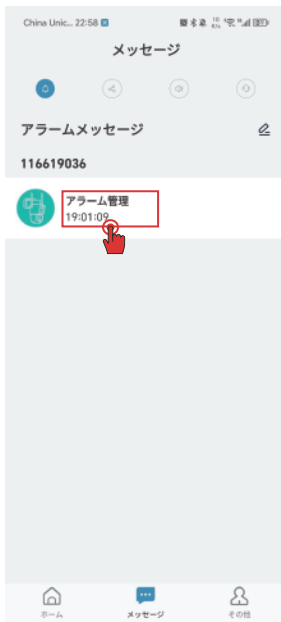 China Unic... 22:58
メッセージ
アラームメッセージ
116619036
アラーム管理
19:01:09
ホーム
メッセージ
その他